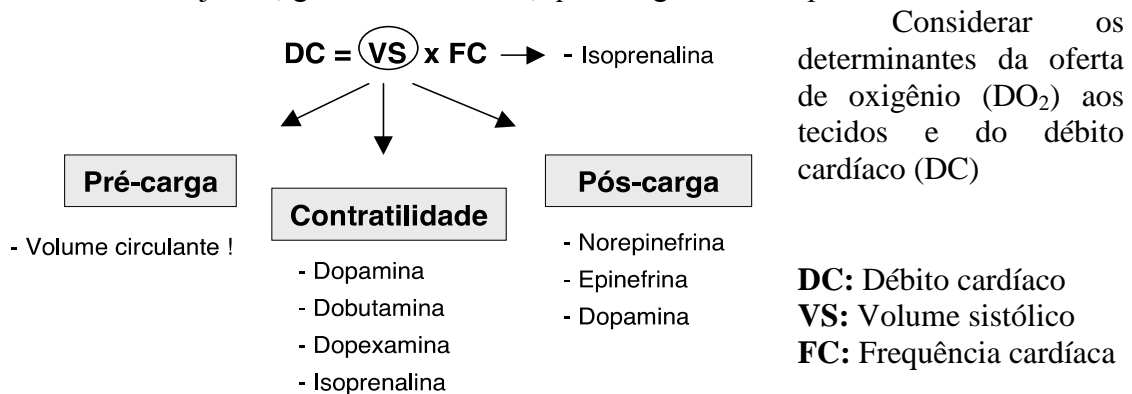 DC = VS x FC → - Isoprenalina
Pré-carga
- Volume circulante !
Contratilidade
- Dopamina
- Dobutamina
- Dopexamina
- Isoprenalina
Pós-carga
- Norepinefrina
- Epinefrina
- Dopamina
Considerar os
determinantes da oferta
de oxigênio (DO₂) aos
tecidos e do débito
cardíaco (DC)
DC: Débito cardíaco
VS: Volume sistólico
FC: Frequência cardíaca